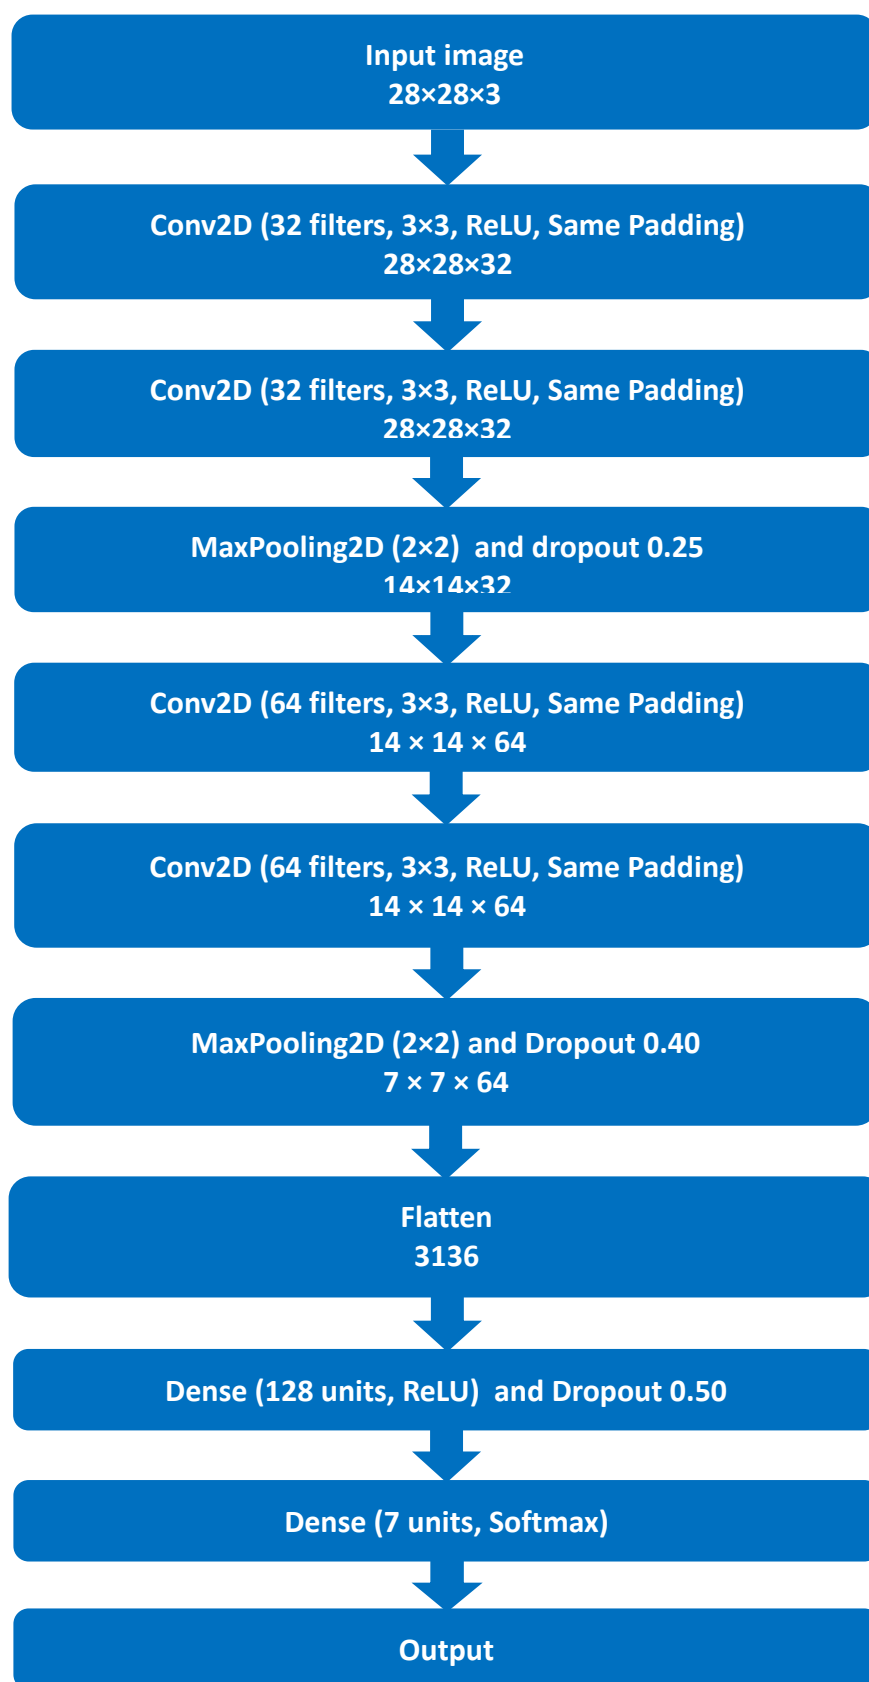 Input image
28×28×3
Conv2D (32 filters, 3×3, ReLU, Same Padding)
28×28×32
Conv2D (32 filters, 3×3, ReLU, Same Padding)
28×28×32
MaxPooling2D (2×2)  and dropout 0.25
14×14×32
Conv2D (64 filters, 3×3, ReLU, Same Padding)
14 × 14 × 64
Conv2D (64 filters, 3×3, ReLU, Same Padding)
14 × 14 × 64
MaxPooling2D (2×2) and Dropout 0.40
7 × 7 × 64
Flatten
3136
Dense (128 units, ReLU)  and Dropout 0.50
Dense (7 units, Softmax)
Output